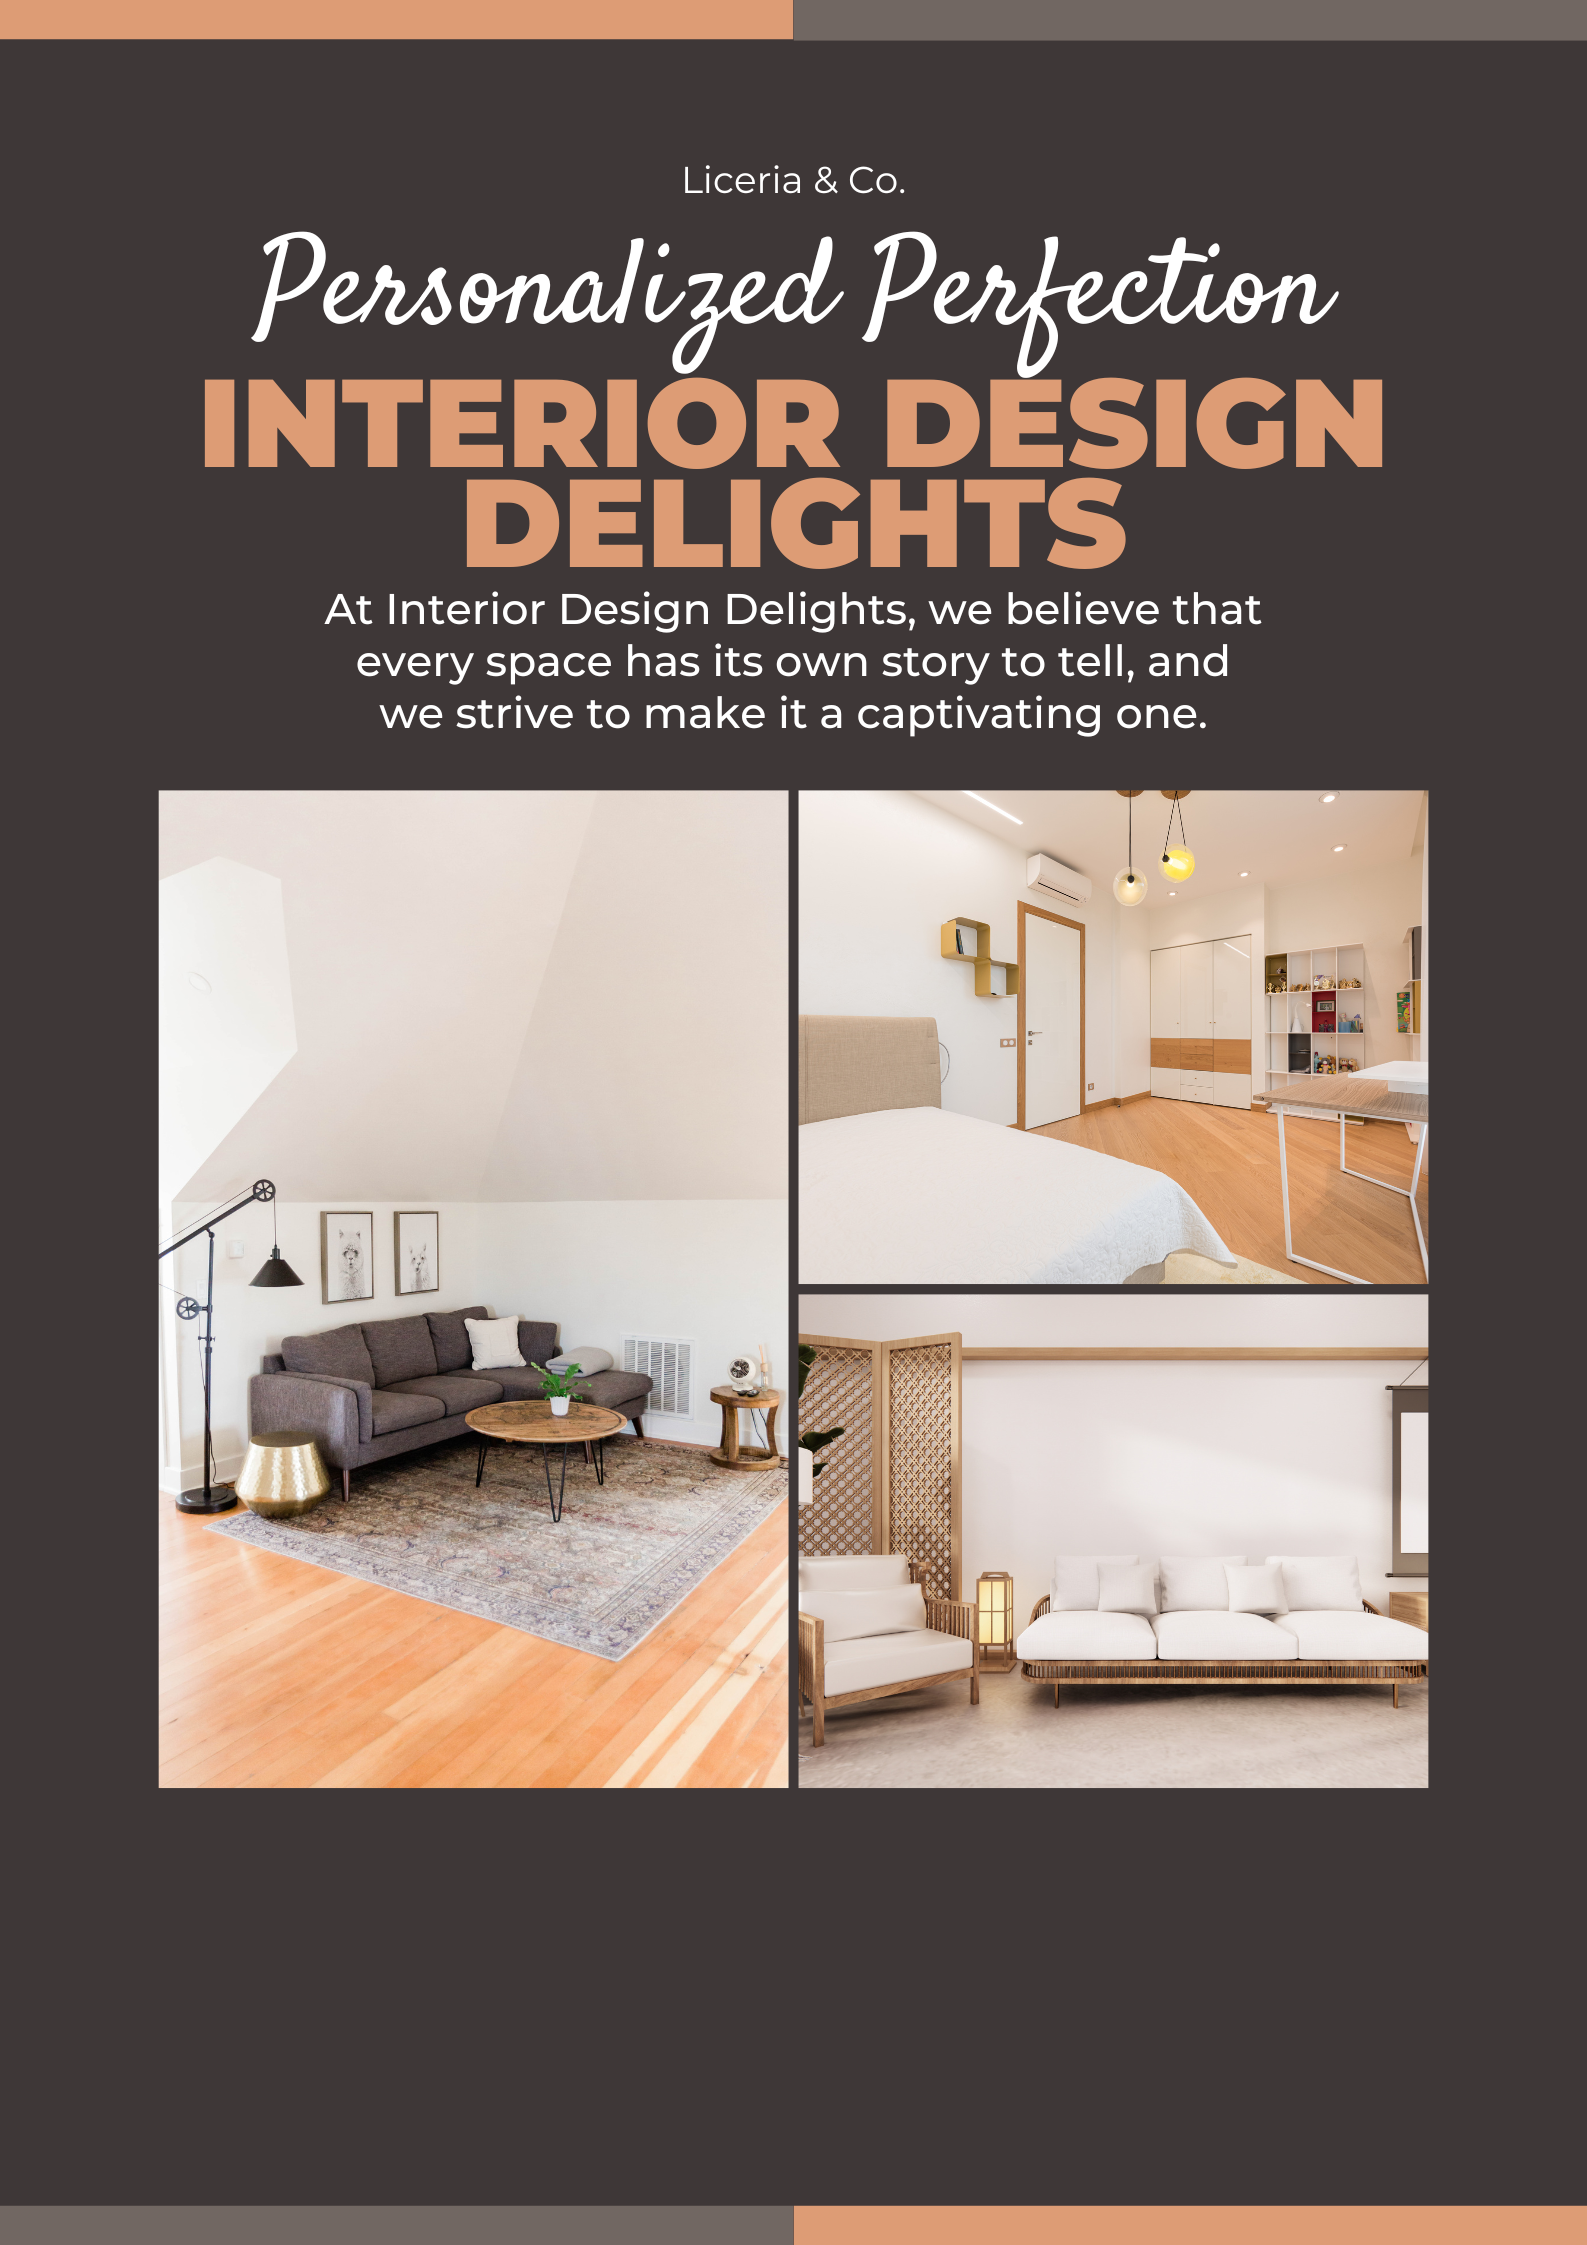 Liceria & Co.
Personalized Perfection
INTERIOR DESIGN
DELIGHTS
At Interior Design Delights, we believe that
every space has its own story to tell, and
we strive to make it a captivating one.